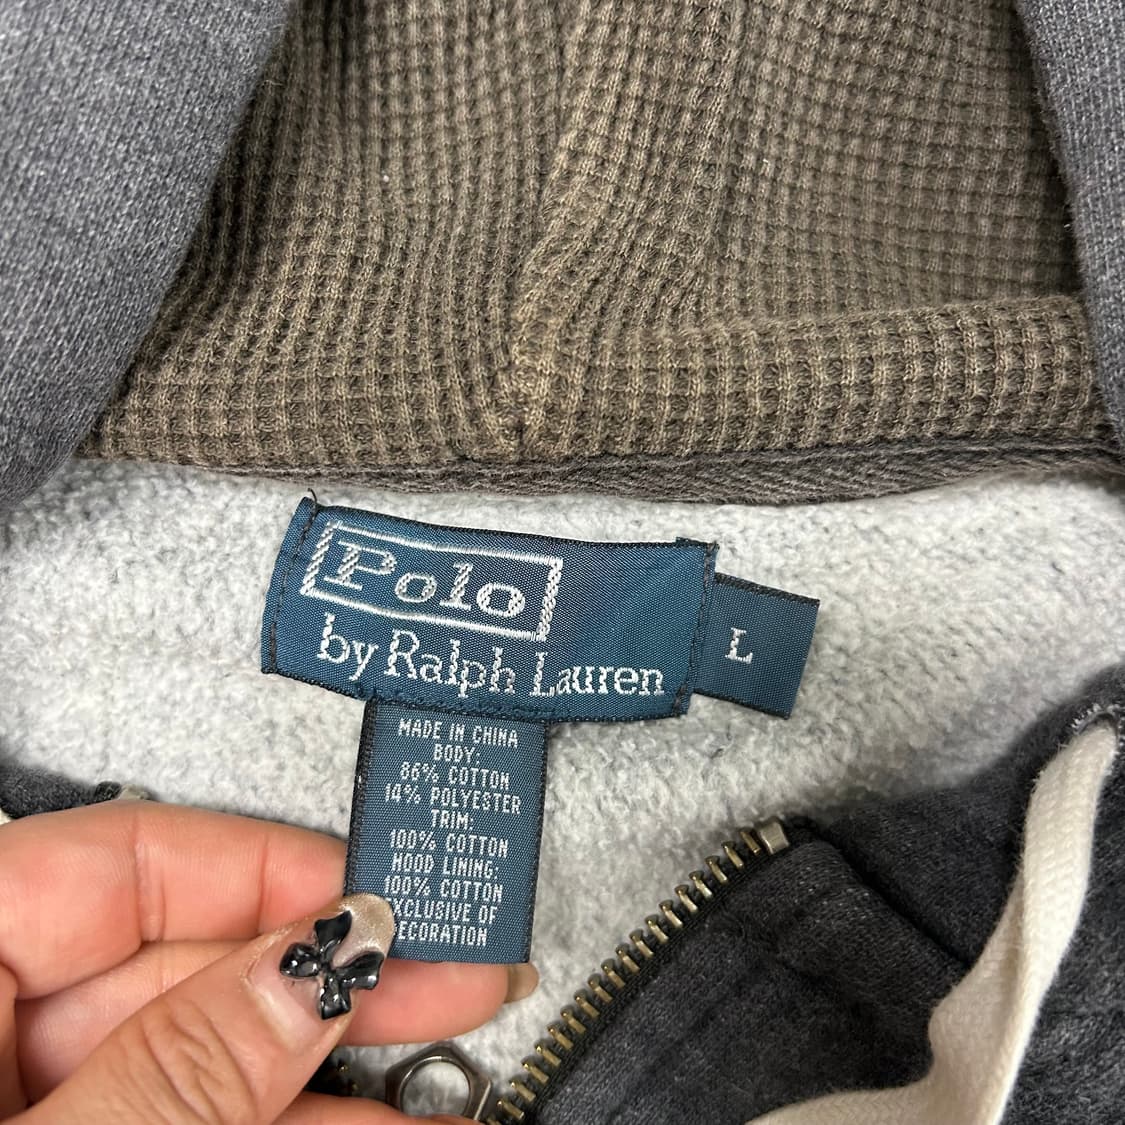 Polo
by Ralph Lauren
L
MADE IN CHINA
BODY:
86% COTTON
14% POLYESTER
TRIM:
100% COTTON
HOOD LINING:
100% COTTON
EXCLUSIVE OF
DECORATION